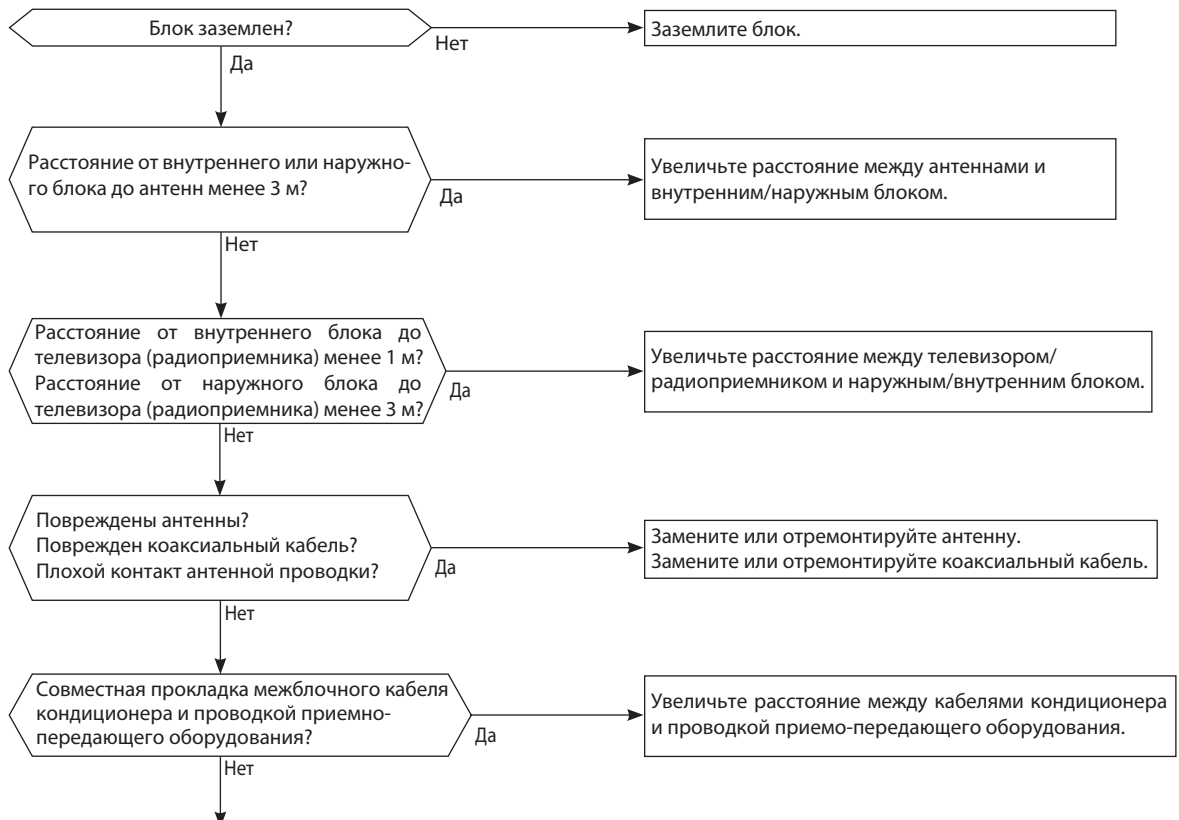 Блок заземлен?
Нет
Заземлите блок.
Да
Расстояние от внутреннего или наружно-
го блока до антенн менее 3 м?
Да
Увеличьте расстояние между антеннами и
внутренним/наружным блоком.
Нет
Расстояние от внутреннего блока до
телевизора (радиоприемника) менее 1 м?
Расстояние от наружного блока до
телевизора (радиоприемника) менее 3 м?
Да
Увеличьте расстояние между телевизором/
радиоприемником и наружным/внутренним блоком.
Нет
Повреждены антенны?
Поврежден коаксиальный кабель?
Плохой контакт антенной проводки?
Да
Замените или отремонтируйте антенну.
Замените или отремонтируйте коаксиальный кабель.
Нет
Совместная прокладка межблочного кабеля
кондиционера и проводкой приемно-
передающего оборудования?
Да
Увеличьте расстояние между кабелями кондиционера
и проводкой приемо-передающего оборудования.
Нет